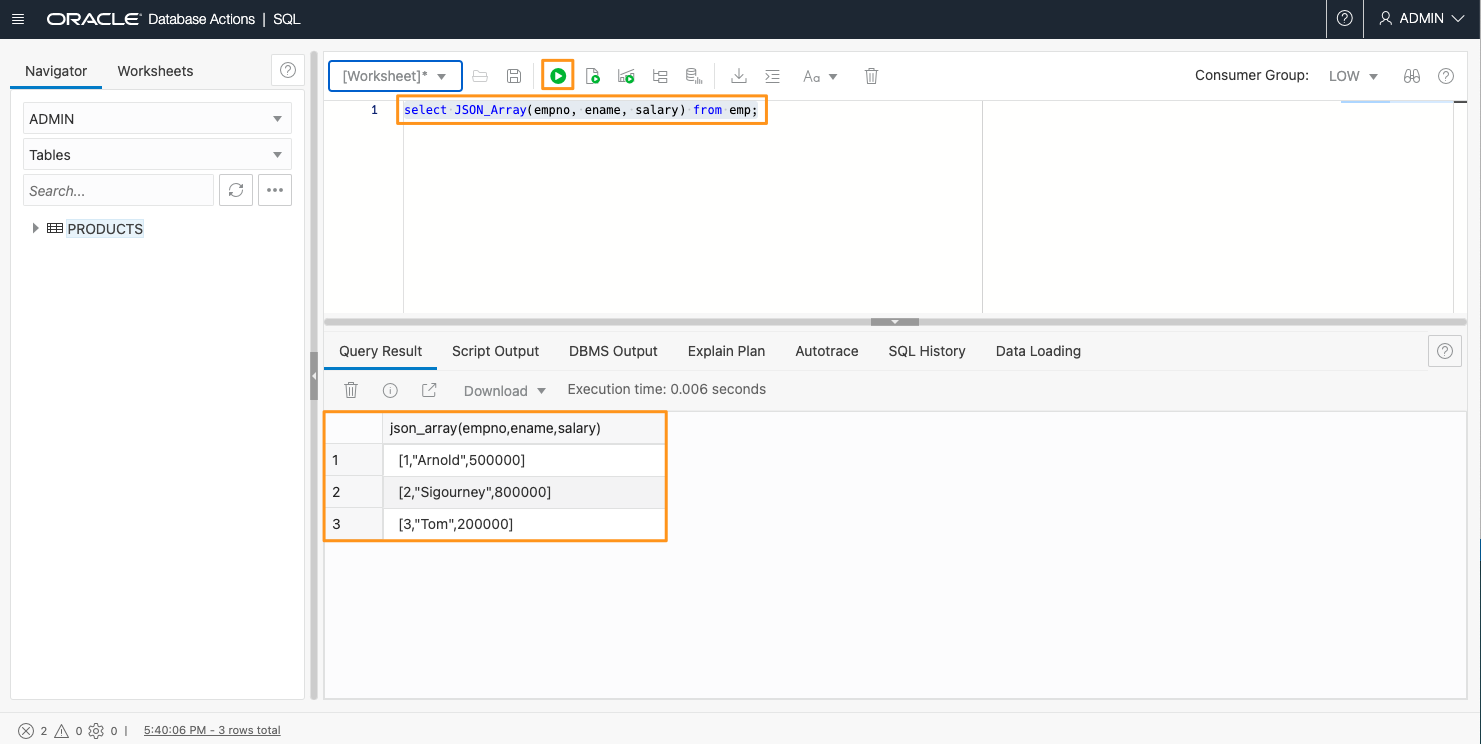 ORACLE Database Actions | SQL
ADMIN
Navigator
Worksheets
ADMIN
Tables
Search...
PRODUCTS
[Worksheet]*
Aa
Consumer Group:
LOW
1
select JSON_Array(empno, ename, salary) from emp;
Query Result
Script Output
DBMS Output
Explain Plan
Autotrace
SQL History
Data Loading
Download
Execution time: 0.006 seconds
json_array(empno,ename,salary)
1 [1,"Arnold",500000]
2 [2,"Sigourney",800000]
3 [3,"Tom",200000]
2 0 0 | 5:40:06 PM - 3 rows total